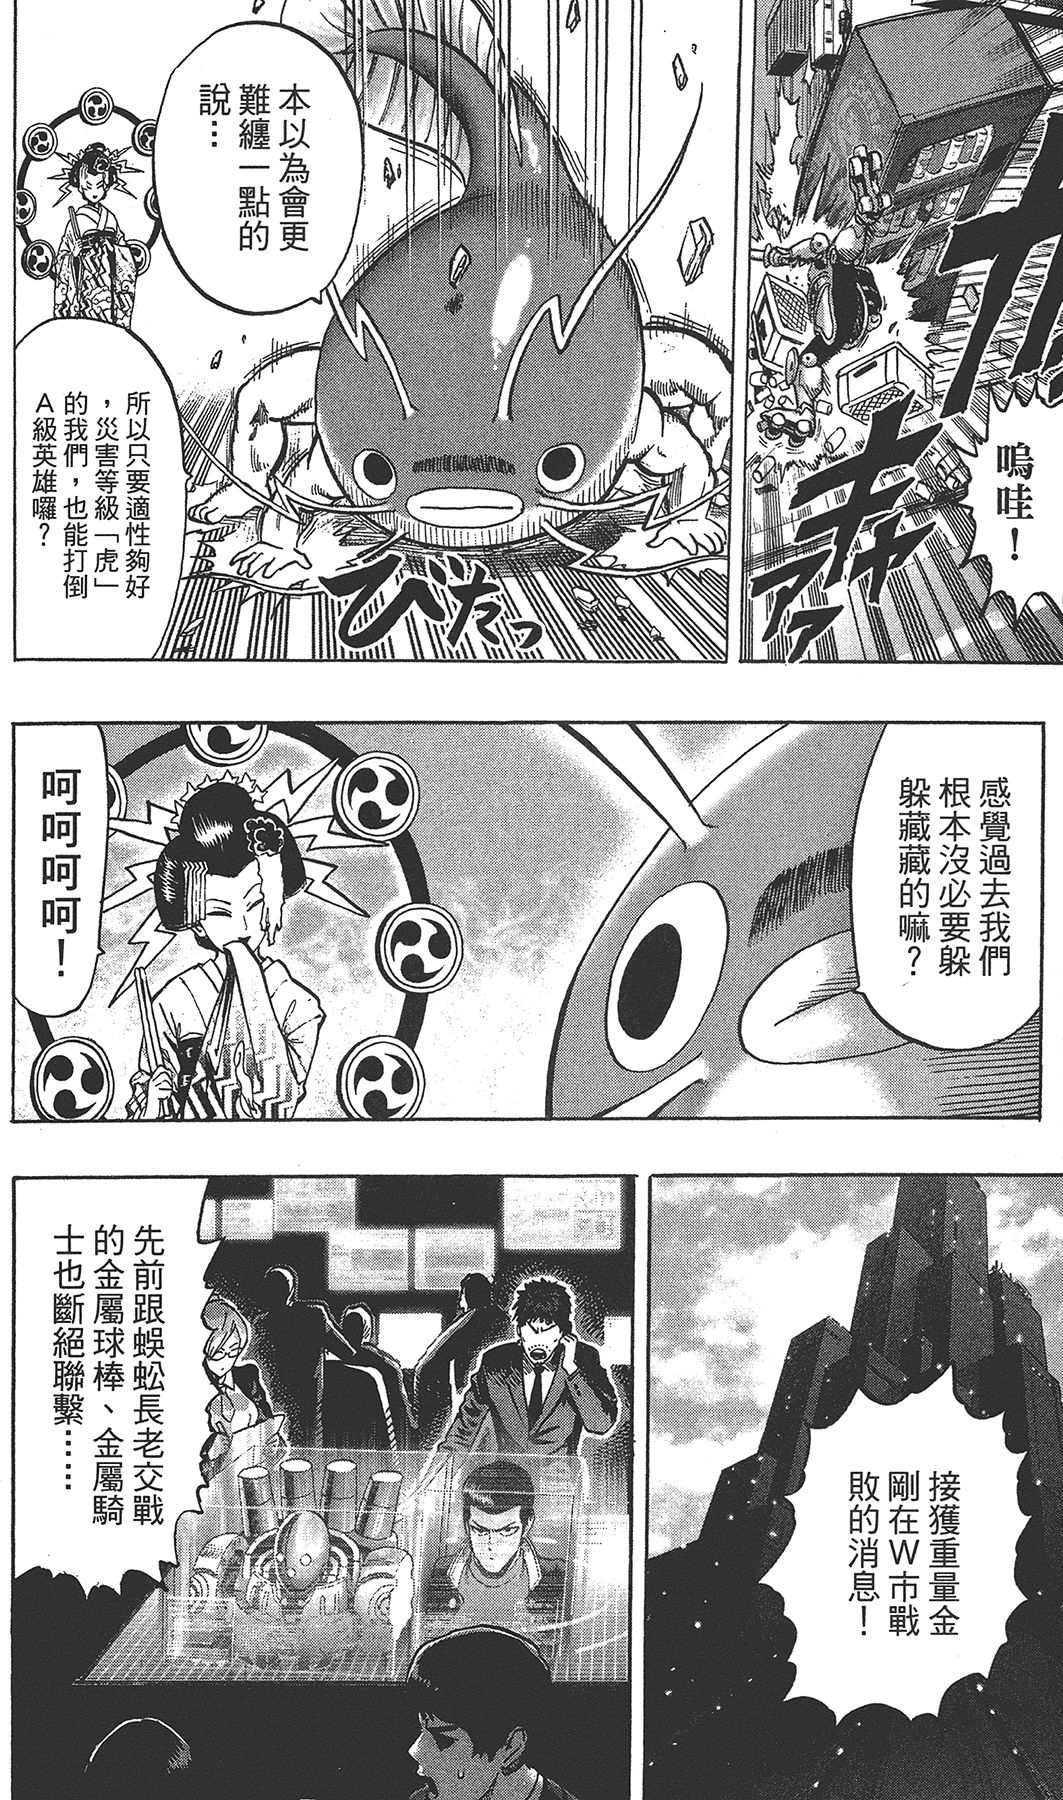 嗚哇！
ギャアア
本以為會更
難纏一點的
說…
びたっ
所以只要適性夠好
，災害等級「虎」
的我們，也能打倒
A級英雄囉？
感覺過去我們
根本沒必要躲
躲藏藏的嘛？
呵呵呵呵！
接獲重量金
剛在W市戰
敗的消息！
先前跟蜈蚣長老交戰
的金屬球棒、金屬騎
士也斷絕聯繫……